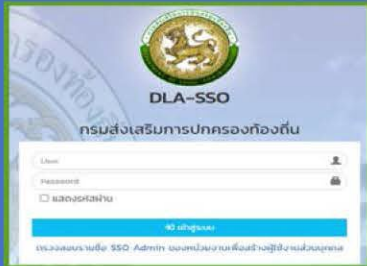 DLA-SSO
กรมส่งเสริมการปกครองท้องถิ่น
User
Password
แสดงรหัสผ่าน
เข้าสู่ระบบ
ตรวจสอบรายชื่อ SSO Admin ของหน่วยงานเพื่อสร้างผู้ใช้งานส่วนบุคคล